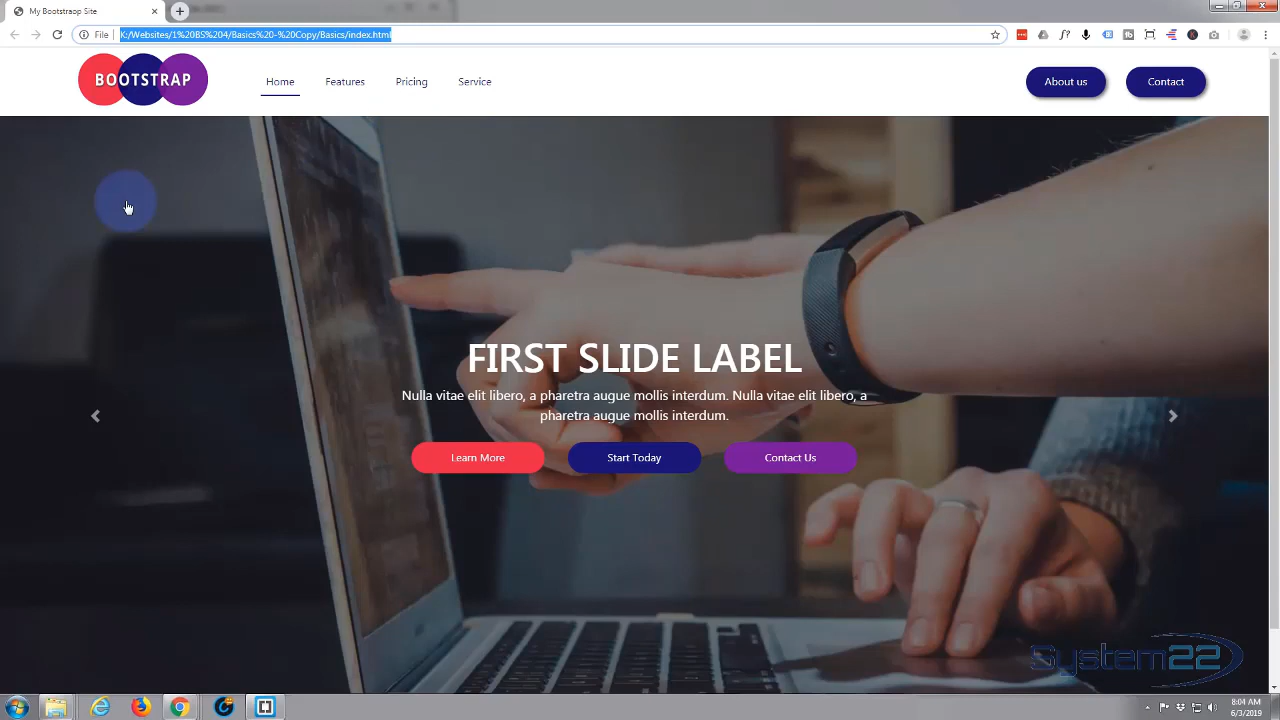 My Bootstraop Site
File
K:/Websites/1%20BS%204/Basics%20-%20Copy/Basics/index.html
BOOTSTRAP
Home
Features
Pricing
Service
About us
Contact
FIRST SLIDE LABEL
Nulla vitae elit libero, a pharetra augue mollis interdum. Nulla vitae elit libero, a
pharetra augue mollis interdum.
Learn More
Start Today
Contact Us
System22
8:04 AM
6/3/2019